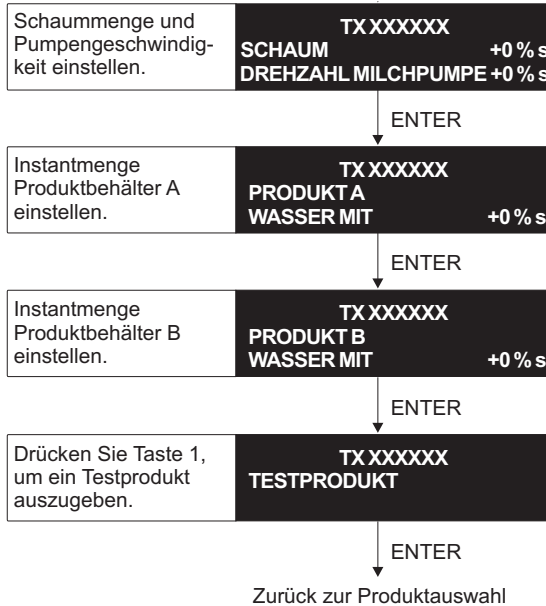 Schaummenge und
Pumpengeschwindig-
keit einstellen.
TX XXXXXX
SCHAUM +0 % s
DREHZAHL MILCHPUMPE +0 % s
ENTER
Instantmenge
Produktbehälter A
einstellen.
TX XXXXXX
PRODUKT A
WASSER MIT +0 % s
ENTER
Instantmenge
Produktbehälter B
einstellen.
TX XXXXXX
PRODUKT B
WASSER MIT +0 % s
ENTER
Drücken Sie Taste 1,
um ein Testprodukt
auszugeben.
TX XXXXXX
TESTPRODUKT
ENTER
Zurück zur Produktauswahl